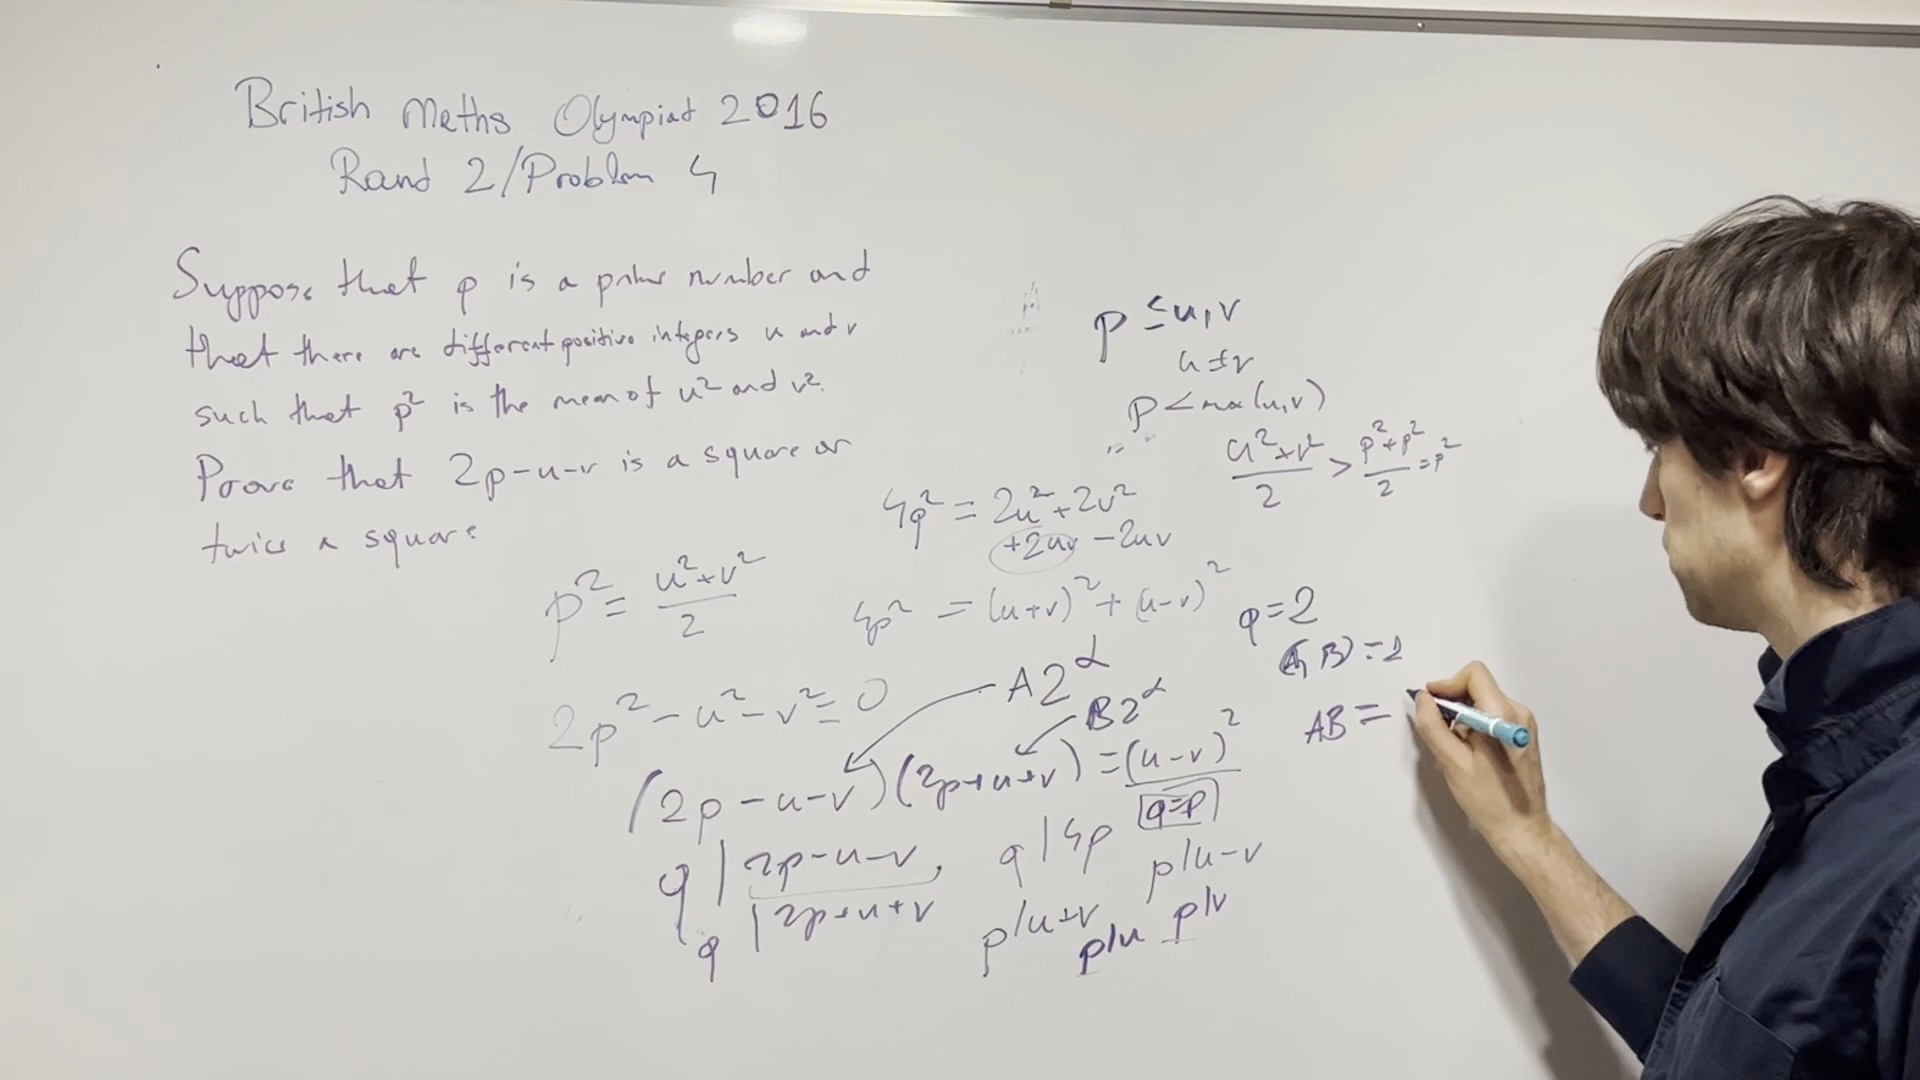 British Maths Olympiad 2016
Round 2/Problem 4
Suppose that p is a prime number and
that there are different positive integers u and v
such that p² is the mean of u² and v².
Prove that 2p-u-v is a square or
twice a square.
p² = (u²+v²)/2
2p²-u²-v²=0
(2p-u-v)(2p+u+v)=(u-v)²
q | 2p-u-v,
q | 2p+u+v
p ≤ u,v
u≠v
p<max(u,v)
(u²+v²)/2 > (p²+p²)/2 = p²
4p² = 2u²+2v²
+2uv -2uv
4p² = (u+v)²+(u-v)²
A2^α
B2^α
q=2
(A, B)=1
AB=
q | 4p
q=p
p|u-v
p|u+v
p|u p|v